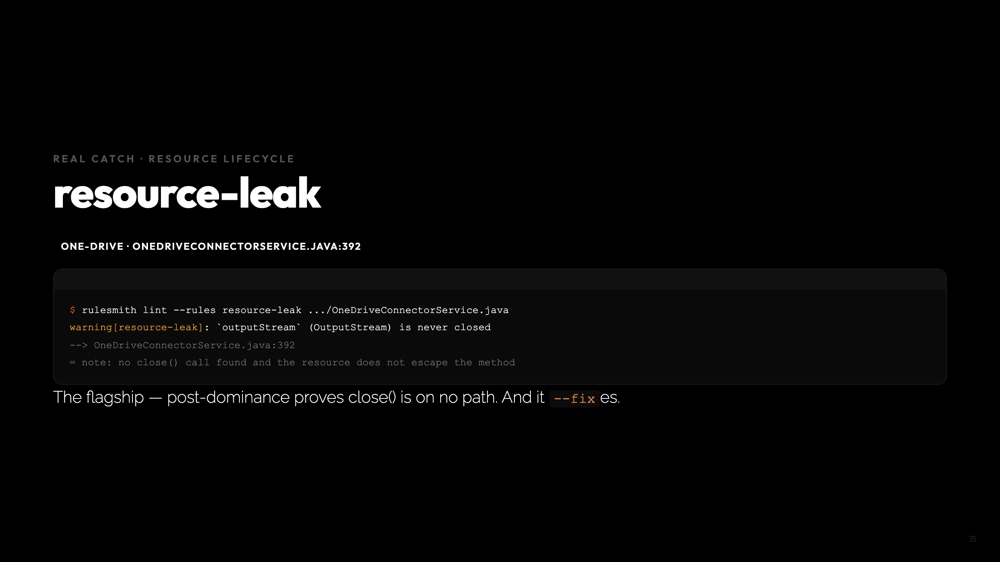 REAL CATCH · RESOURCE LIFECYCLE
resource-leak
ONE-DRIVE · ONEDRIVECONNECTORSERVICE.JAVA:392
$ rulesmith lint --rules resource-leak .../OneDriveConnectorService.java
warning[resource-leak]: `outputStream` (OutputStream) is never closed
--> OneDriveConnectorService.java:392
= note: no close() call found and the resource does not escape the method
The flagship — post-dominance proves close() is on no path. And it --fixes.
15